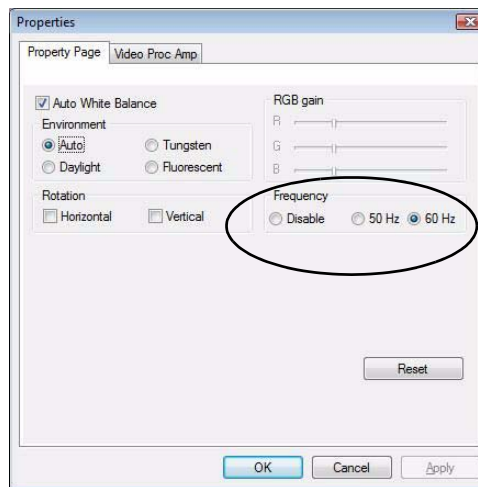 Properties
Property Page Video Proc Amp
Auto White Balance
Environment
Auto Tungsten
Daylight Fluorescent
RGB gain
R
G
B
Rotation
Horizontal Vertical
Frequency
Disable 50 Hz 60 Hz
Reset
OK Cancel Apply